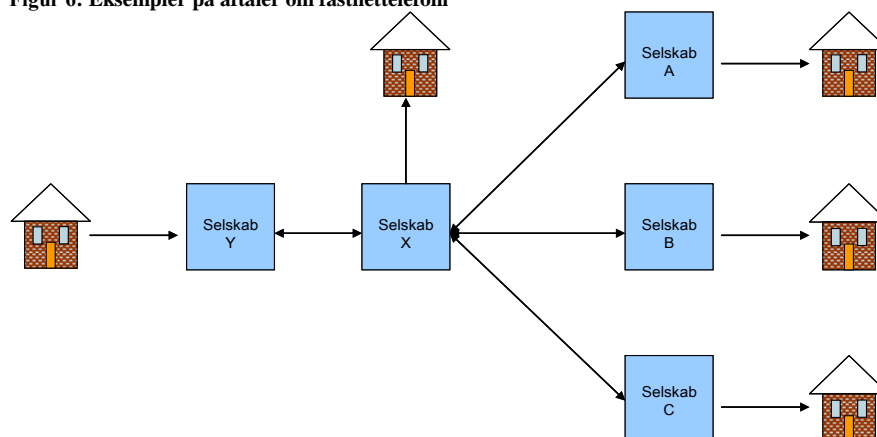 Figur 6: Eksempler på aftaler om fastnettelefoni
Selskab
A
Selskab
Y
Selskab
X
Selskab
B
Selskab
C